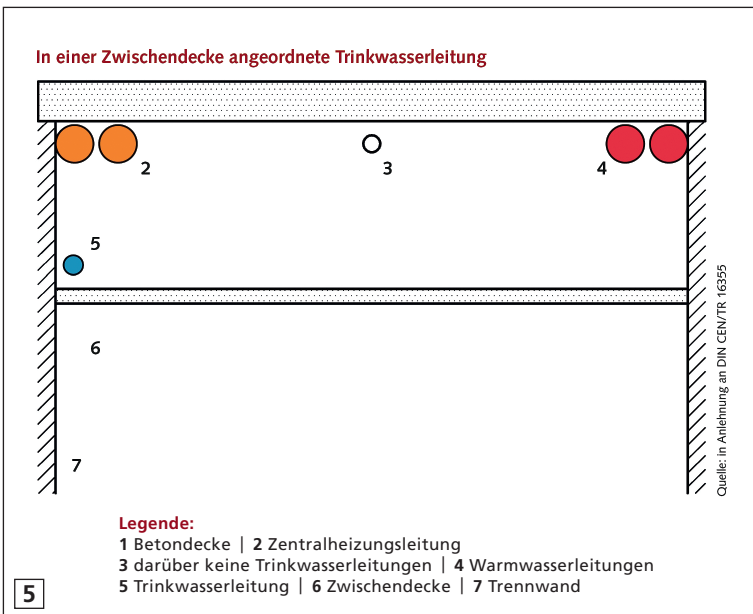 In einer Zwischendecke angeordnete Trinkwasserleitung
2
3
4
5
6
7
Quelle: in Anlehnung an DIN CEN/TR 16355
Legende:
1 Betondecke | 2 Zentralheizungsleitung
3 darüber keine Trinkwasserleitungen | 4 Warmwasserleitungen
5 Trinkwasserleitung | 6 Zwischendecke | 7 Trennwand
5